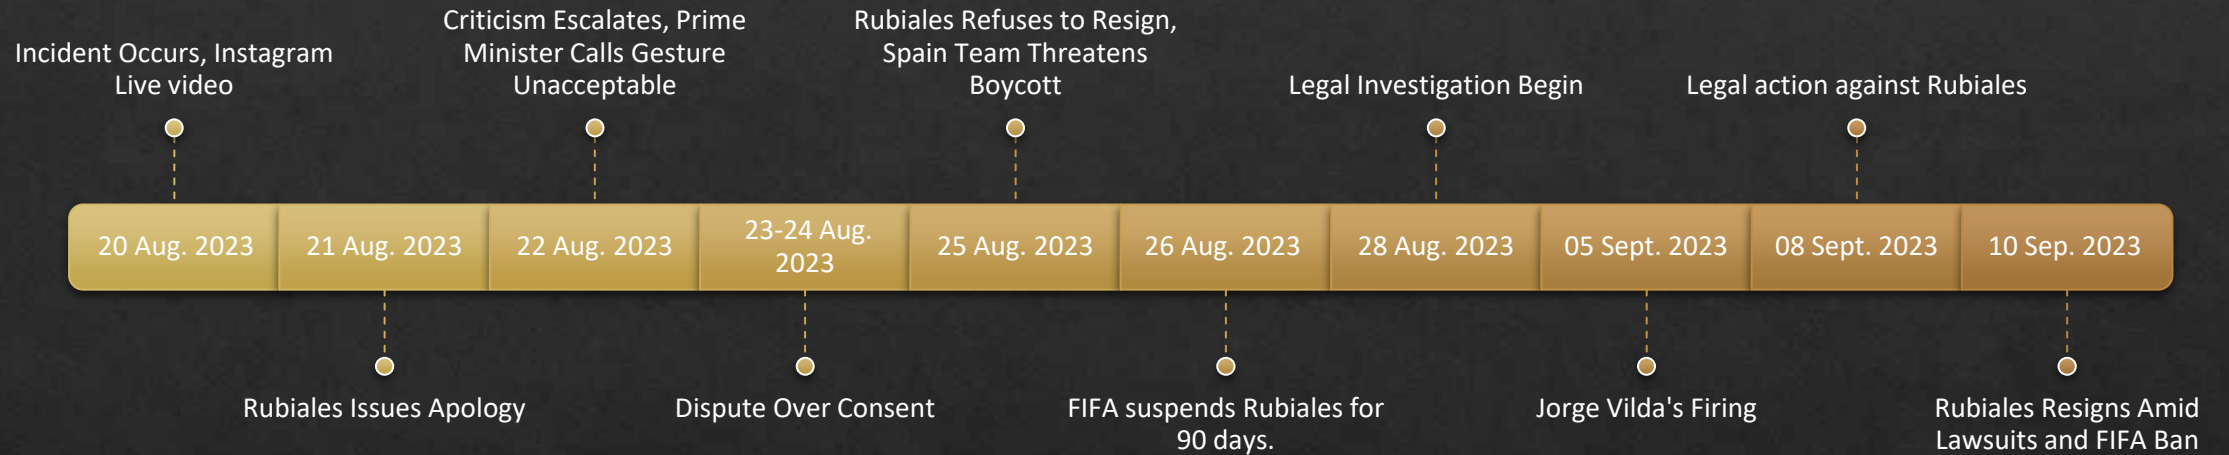 Incident Occurs, Instagram
Live video
Criticism Escalates, Prime
Minister Calls Gesture
Unacceptable
Rubiales Refuses to Resign,
Spain Team Threatens
Boycott
Legal Investigation Begin
Legal action against Rubiales
20 Aug. 2023
21 Aug. 2023
22 Aug. 2023
23-24 Aug.
2023
25 Aug. 2023
26 Aug. 2023
28 Aug. 2023
05 Sept. 2023
08 Sept. 2023
10 Sep. 2023
Rubiales Issues Apology
Dispute Over Consent
FIFA suspends Rubiales for
90 days.
Jorge Vilda's Firing
Rubiales Resigns Amid
Lawsuits and FIFA Ban